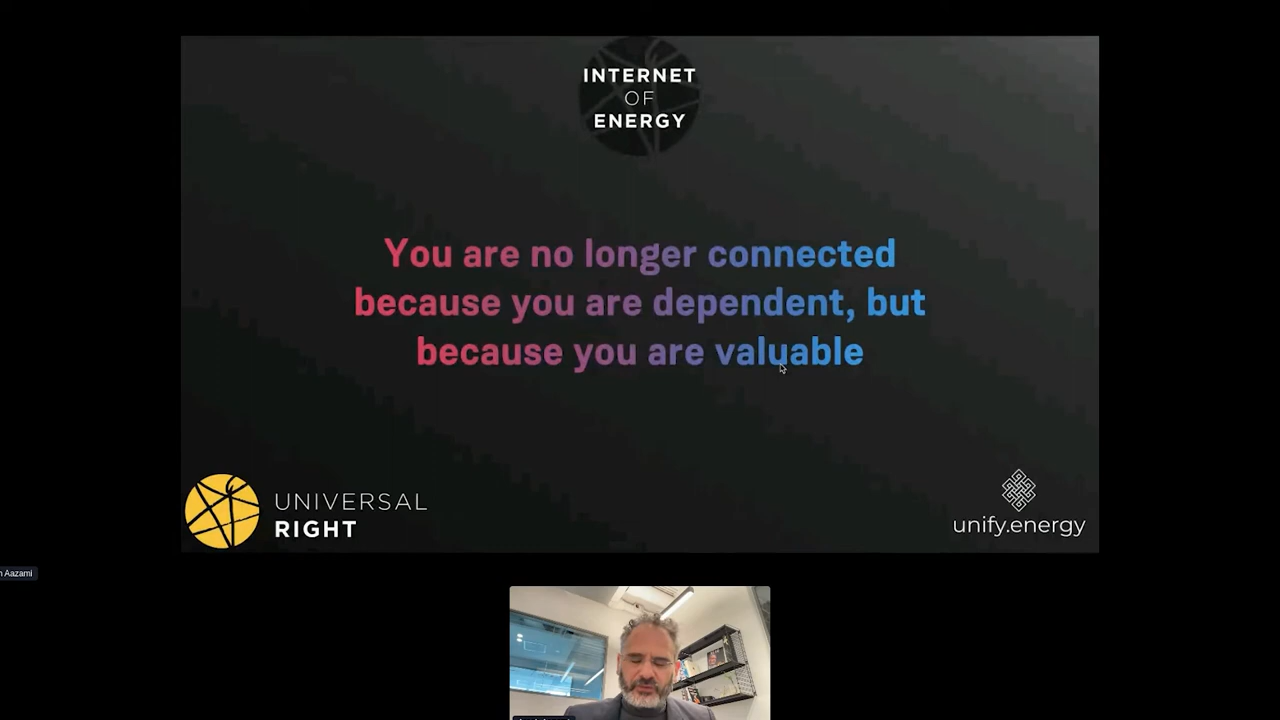 INTERNET
OF
ENERGY
You are no longer connected
because you are dependent, but
because you are valuable
UNIVERSAL
RIGHT
unify.energy
Aazami